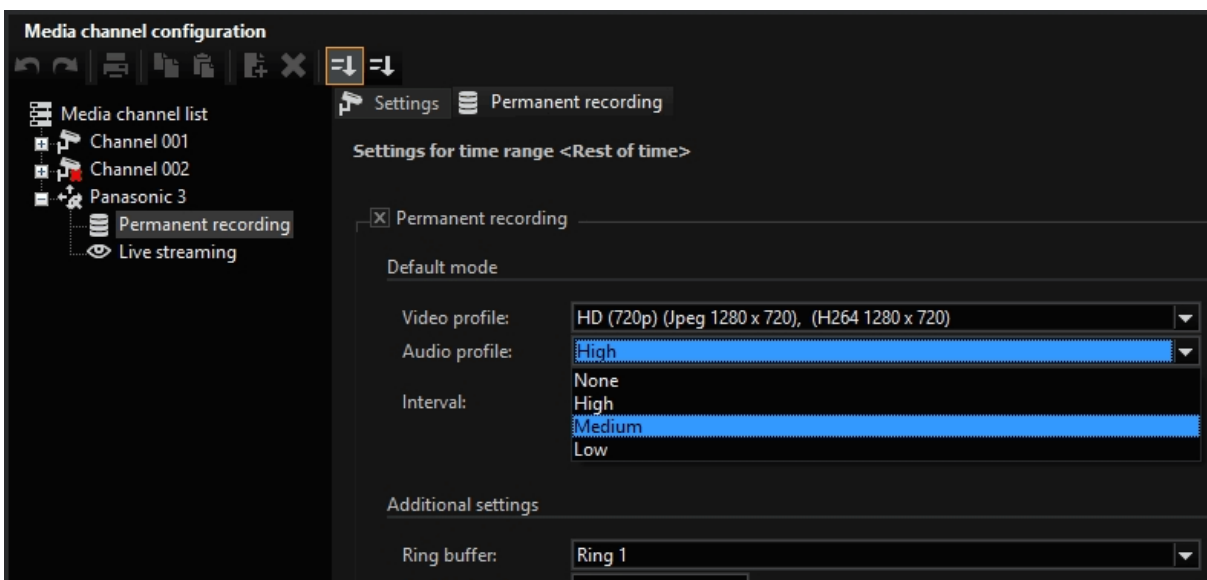 Media channel configuration
Media channel list
Channel 001
Channel 002
Panasonic 3
Permanent recording
Live streaming
Settings Permanent recording
Settings for time range <Rest of time>
Permanent recording
Default mode
Video profile: HD (720p) (Jpeg 1280 x 720), (H264 1280 x 720)
Audio profile: High
None
Interval: High
Medium
Low
Additional settings
Ring buffer: Ring 1